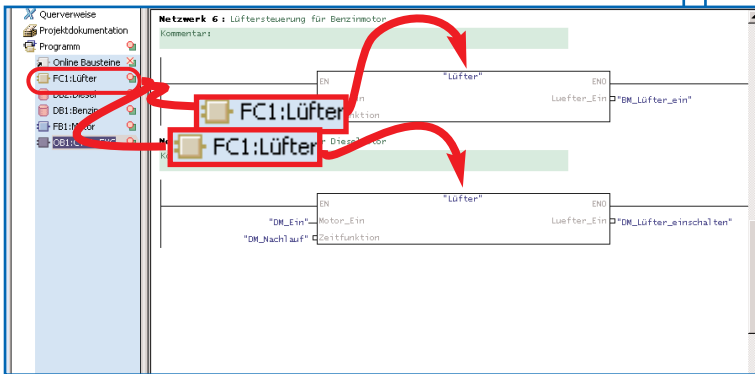 Querverweise
Projektdokumentation
Programm
Online Bausteine
FC1:Lüfter
DB2:Diesel
DB1:Benzin
FB1:Motor
Netzwerk 6 : Lüftersteuerung für Benzinmotor
Kommentar:
"Lüfter"
EN
ENO
Luefter_Ein
"BM_Lüfter_ein"
FC1:Lüfter
FC1:Lüfter
Dieselmotor
"Lüfter"
EN
ENO
"DM_Ein"
Motor_Ein
Luefter_Ein
"DM_Lüfter_einschalten"
"DM_Nachlauf"
Zeitfunktion